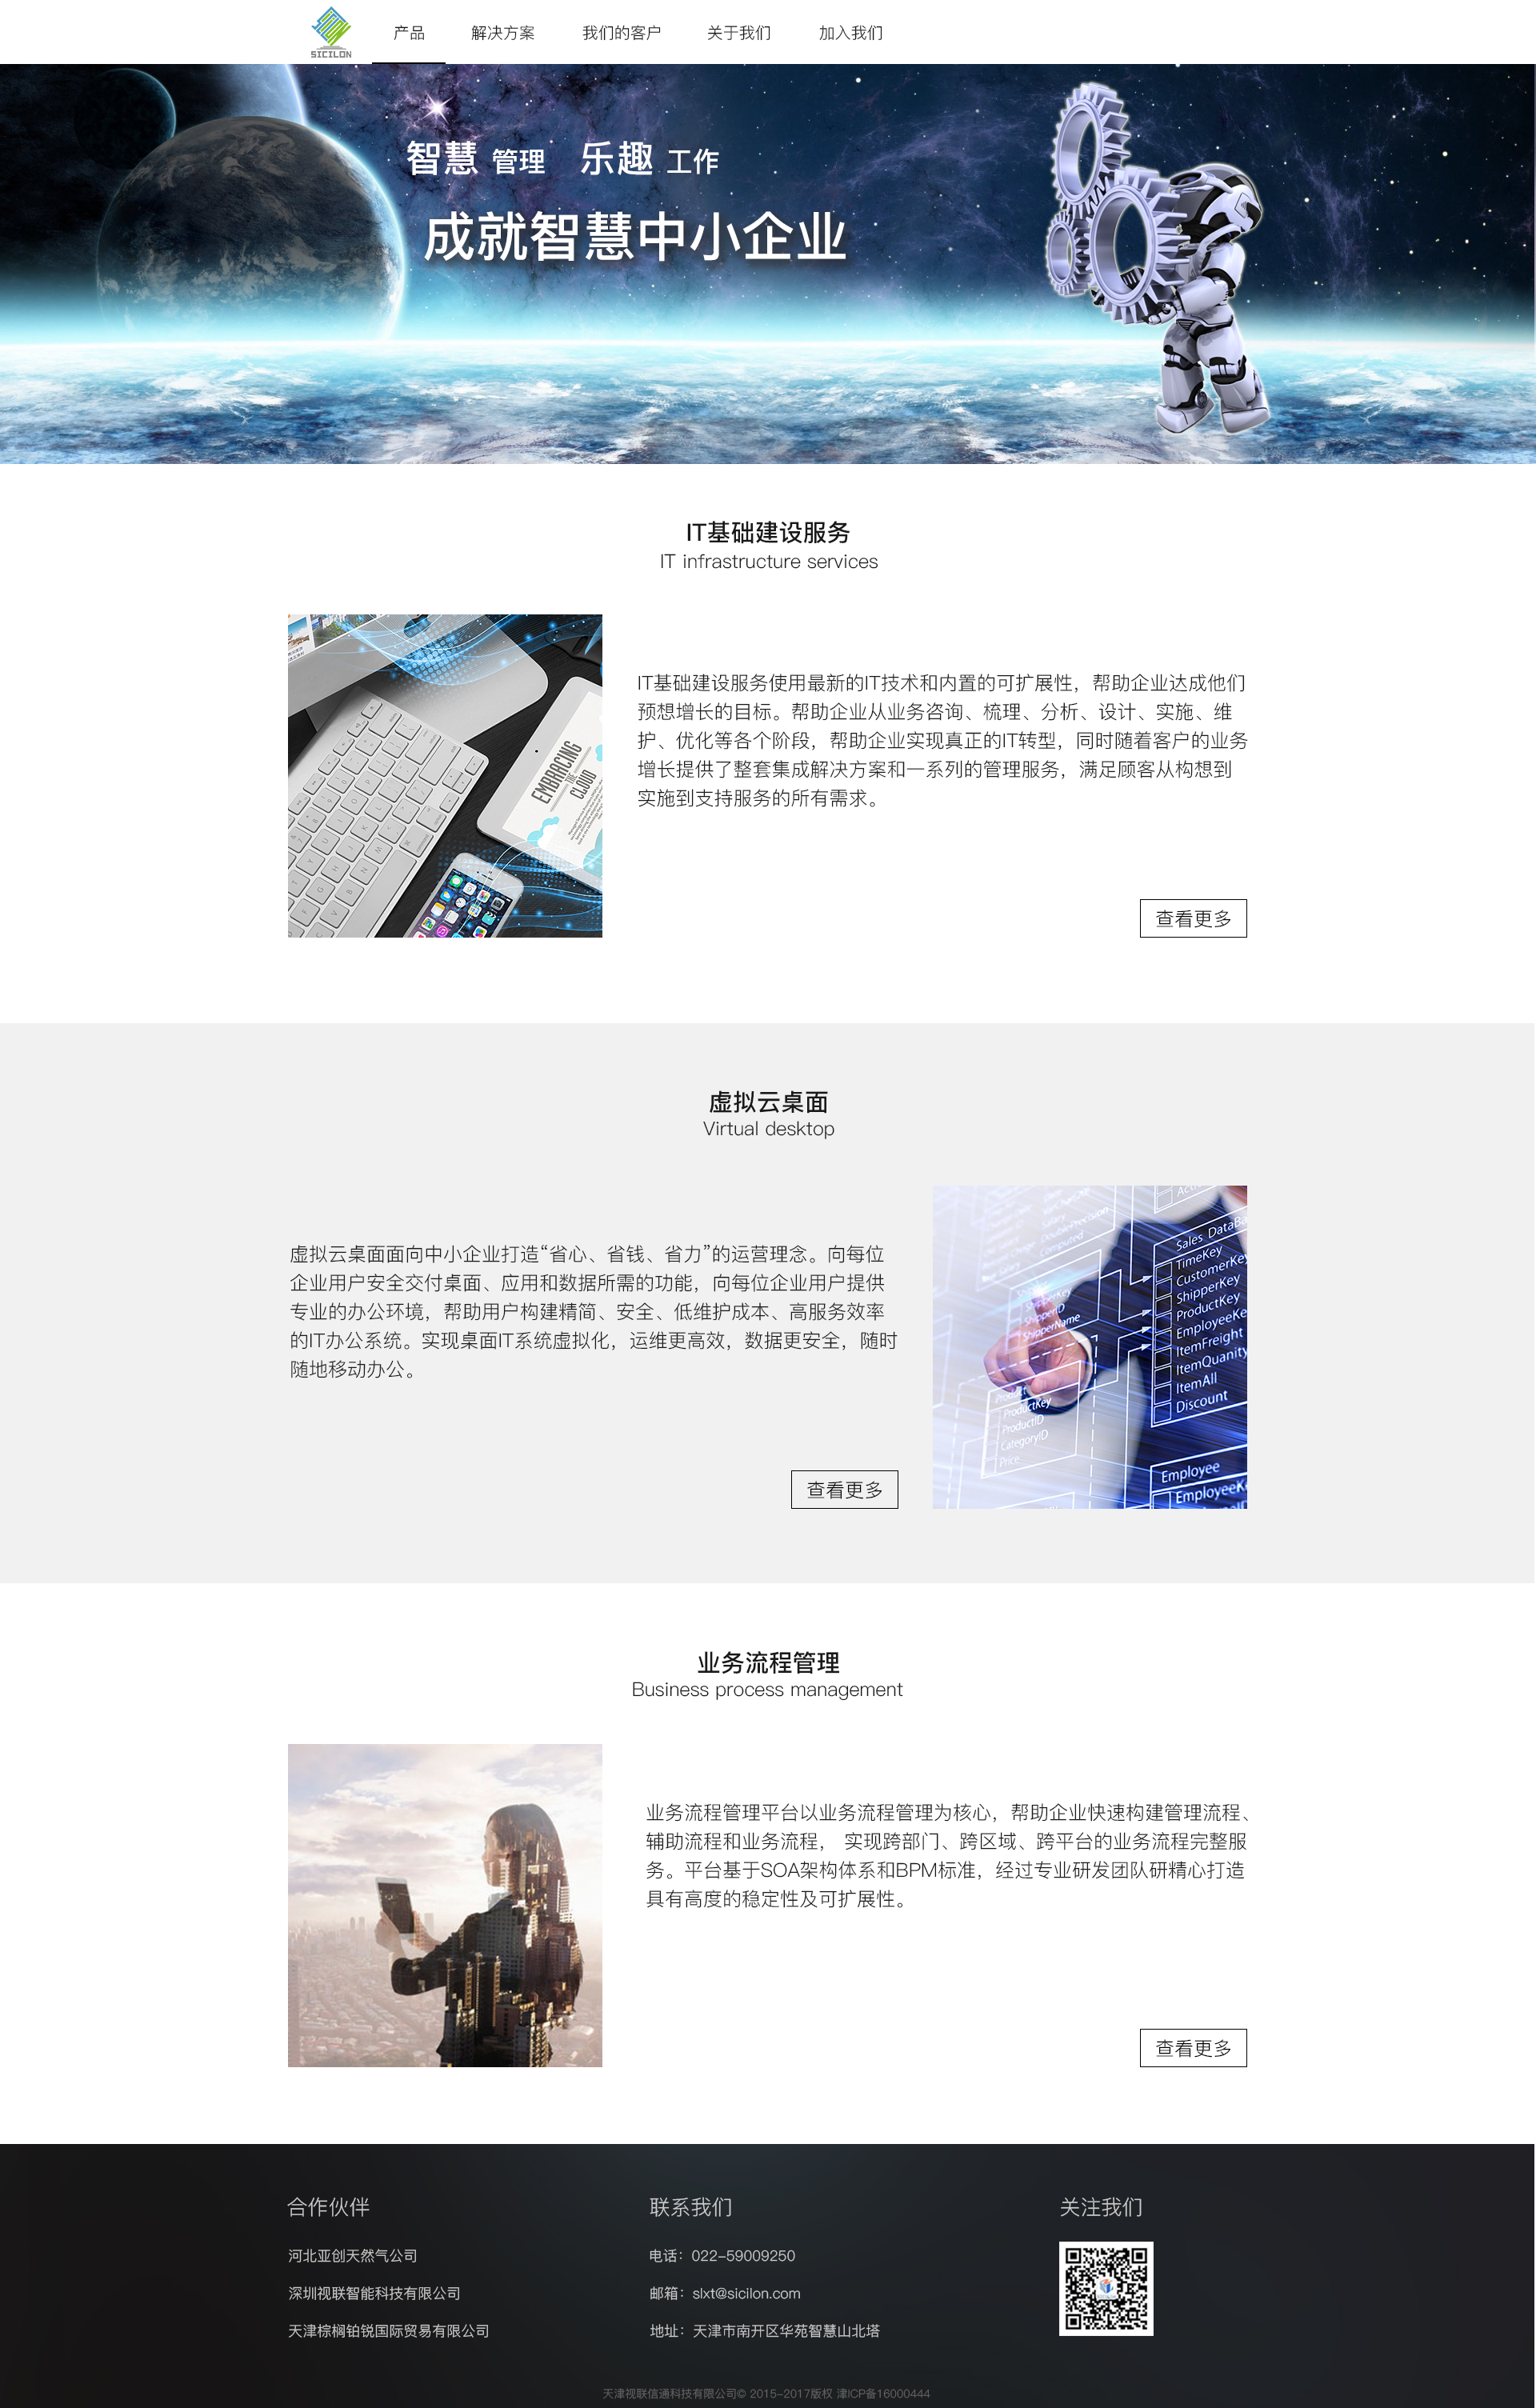 SICILON
产品 解决方案 我们的客户 关于我们 加入我们
智慧 管理 乐趣 工作
成就智慧中小企业
IT基础建设服务
IT infrastructure services
EMBRACING
THE
CLOUD
IT基础建设服务使用最新的IT技术和内置的可扩展性，帮助企业达成他们
预想增长的目标。帮助企业从业务咨询、梳理、分析、设计、实施、维
护、优化等各个阶段，帮助企业实现真正的IT转型，同时随着客户的业务
增长提供了整套集成解决方案和一系列的管理服务，满足顾客从构想到
实施到支持服务的所有需求。
查看更多
虚拟云桌面
Virtual desktop
虚拟云桌面面向中小企业打造“省心、省钱、省力”的运营理念。向每位
企业用户安全交付桌面、应用和数据所需的功能，向每位企业用户提供
专业的办公环境，帮助用户构建精简、安全、低维护成本、高服务效率
的IT办公系统。实现桌面IT系统虚拟化，运维更高效，数据更安全，随时
随地移动办公。
查看更多
DoublePrecision
Computed
ShipperKey
ShipperID
ShipperName
Product
ProductKey
ProductID
CategoryID
Price
Sales DataBa
TimeKey
CustomerKey
ShipperKey
ProductKey
EmployeeKe
ItemFreight
ItemQuantity
ItemAll
Discount
Employee
EmployeeK
业务流程管理
Business process management
业务流程管理平台以业务流程管理为核心，帮助企业快速构建管理流程、
辅助流程和业务流程， 实现跨部门、跨区域、跨平台的业务流程完整服
务。平台基于SOA架构体系和BPM标准，经过专业研发团队研精心打造
具有高度的稳定性及可扩展性。
查看更多
合作伙伴
河北亚创天然气公司
深圳视联智能科技有限公司
天津棕榈铂锐国际贸易有限公司
联系我们
电话：022-59009250
邮箱：slxt@sicilon.com
地址：天津市南开区华苑智慧山北塔
关注我们
天津视联信通科技有限公司© 2015-2017版权 津ICP备16000444